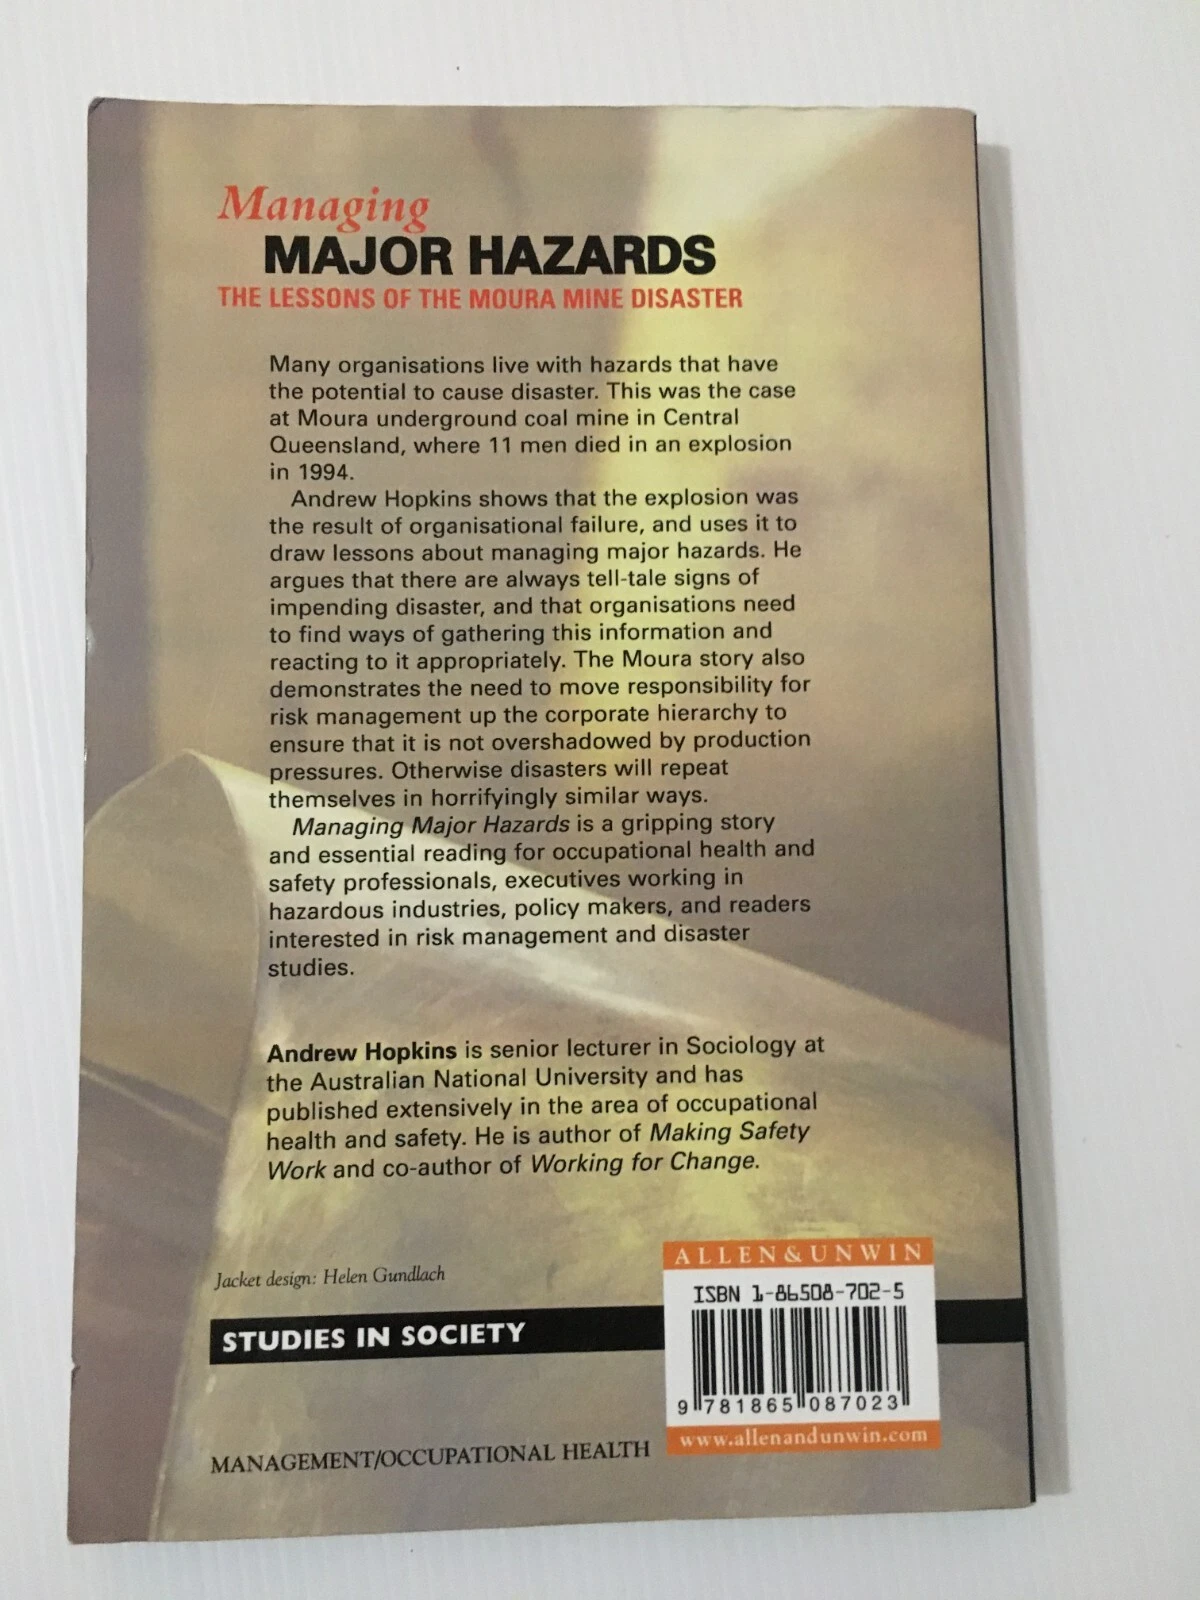 Managing
MAJOR HAZARDS
THE LESSONS OF THE MOURA MINE DISASTER
Many organisations live with hazards that have
the potential to cause disaster. This was the case
at Moura underground coal mine in Central
Queensland, where 11 men died in an explosion
in 1994.
Andrew Hopkins shows that the explosion was
the result of organisational failure, and uses it to
draw lessons about managing major hazards. He
argues that there are always tell-tale signs of
impending disaster, and that organisations need
to find ways of gathering this information and
reacting to it appropriately. The Moura story also
demonstrates the need to move responsibility for
risk management up the corporate hierarchy to
ensure that it is not overshadowed by production
pressures. Otherwise disasters will repeat
themselves in horrifyingly similar ways.
Managing Major Hazards is a gripping story
and essential reading for occupational health and
safety professionals, executives working in
hazardous industries, policy makers, and readers
interested in risk management and disaster
studies.
Andrew Hopkins is senior lecturer in Sociology at
the Australian National University and has
published extensively in the area of occupational
health and safety. He is author of Making Safety
Work and co-author of Working for Change.
Jacket design: Helen Gundlach
STUDIES IN SOCIETY
MANAGEMENT/OCCUPATIONAL HEALTH
ALLEN&UNWIN
ISBN 1-86508-702-5
9 781865 087023
www.allenandunwin.com